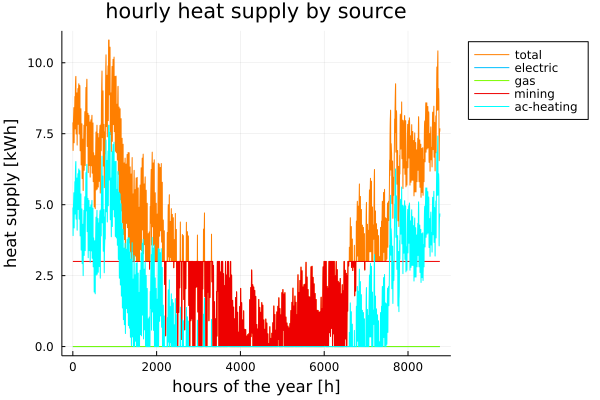 hourly heat supply by source
heat supply [kWh]
10.0
7.5
5.0
2.5
0.0
0
2000
4000
6000
8000
hours of the year [h]
total
electric
gas
mining
ac-heating